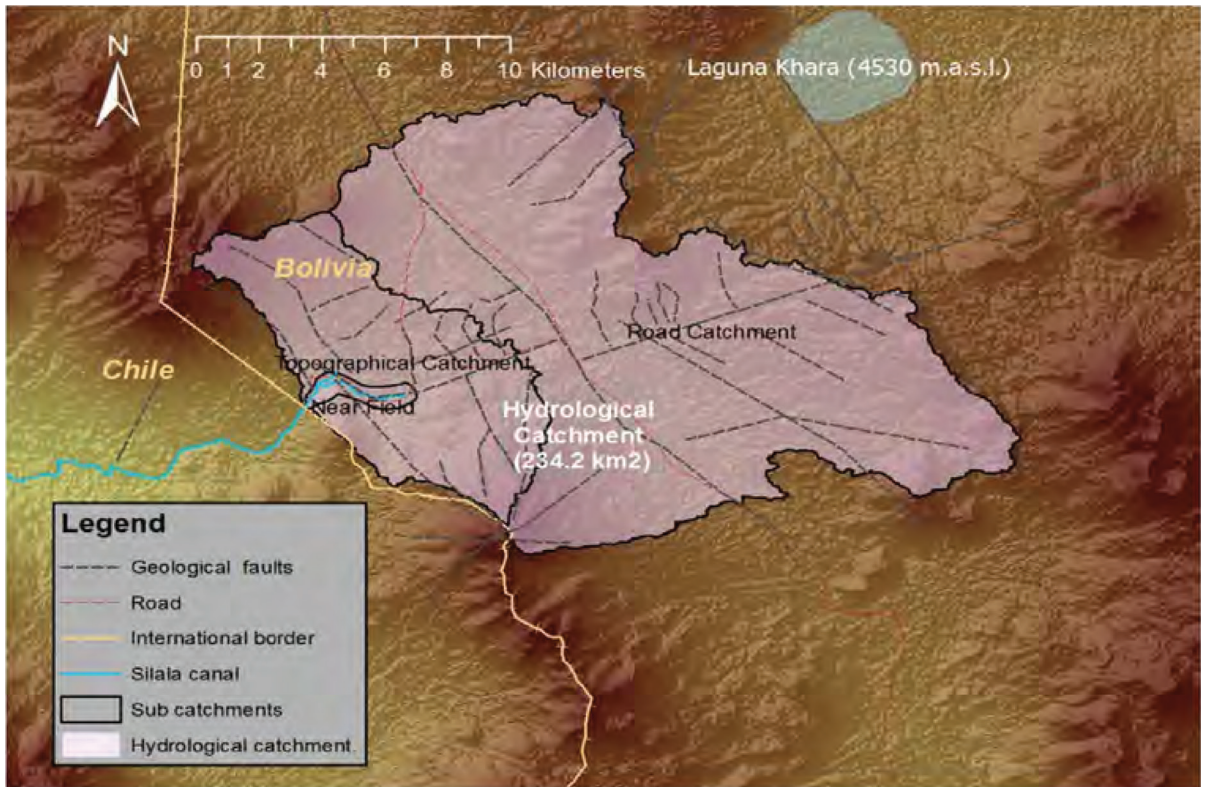 N
0 1 2 4 6 8 10 Kilometers
Laguna Khara (4530 m.a.s.l.)
Bolivia
Road Catchment
Chile
Topographical Catchment
Near Field
Hydrological
Catchment
(234.2 km2)
Legend
Geological faults
Road
International border
Silala canal
Sub catchments
Hydrological catchment.